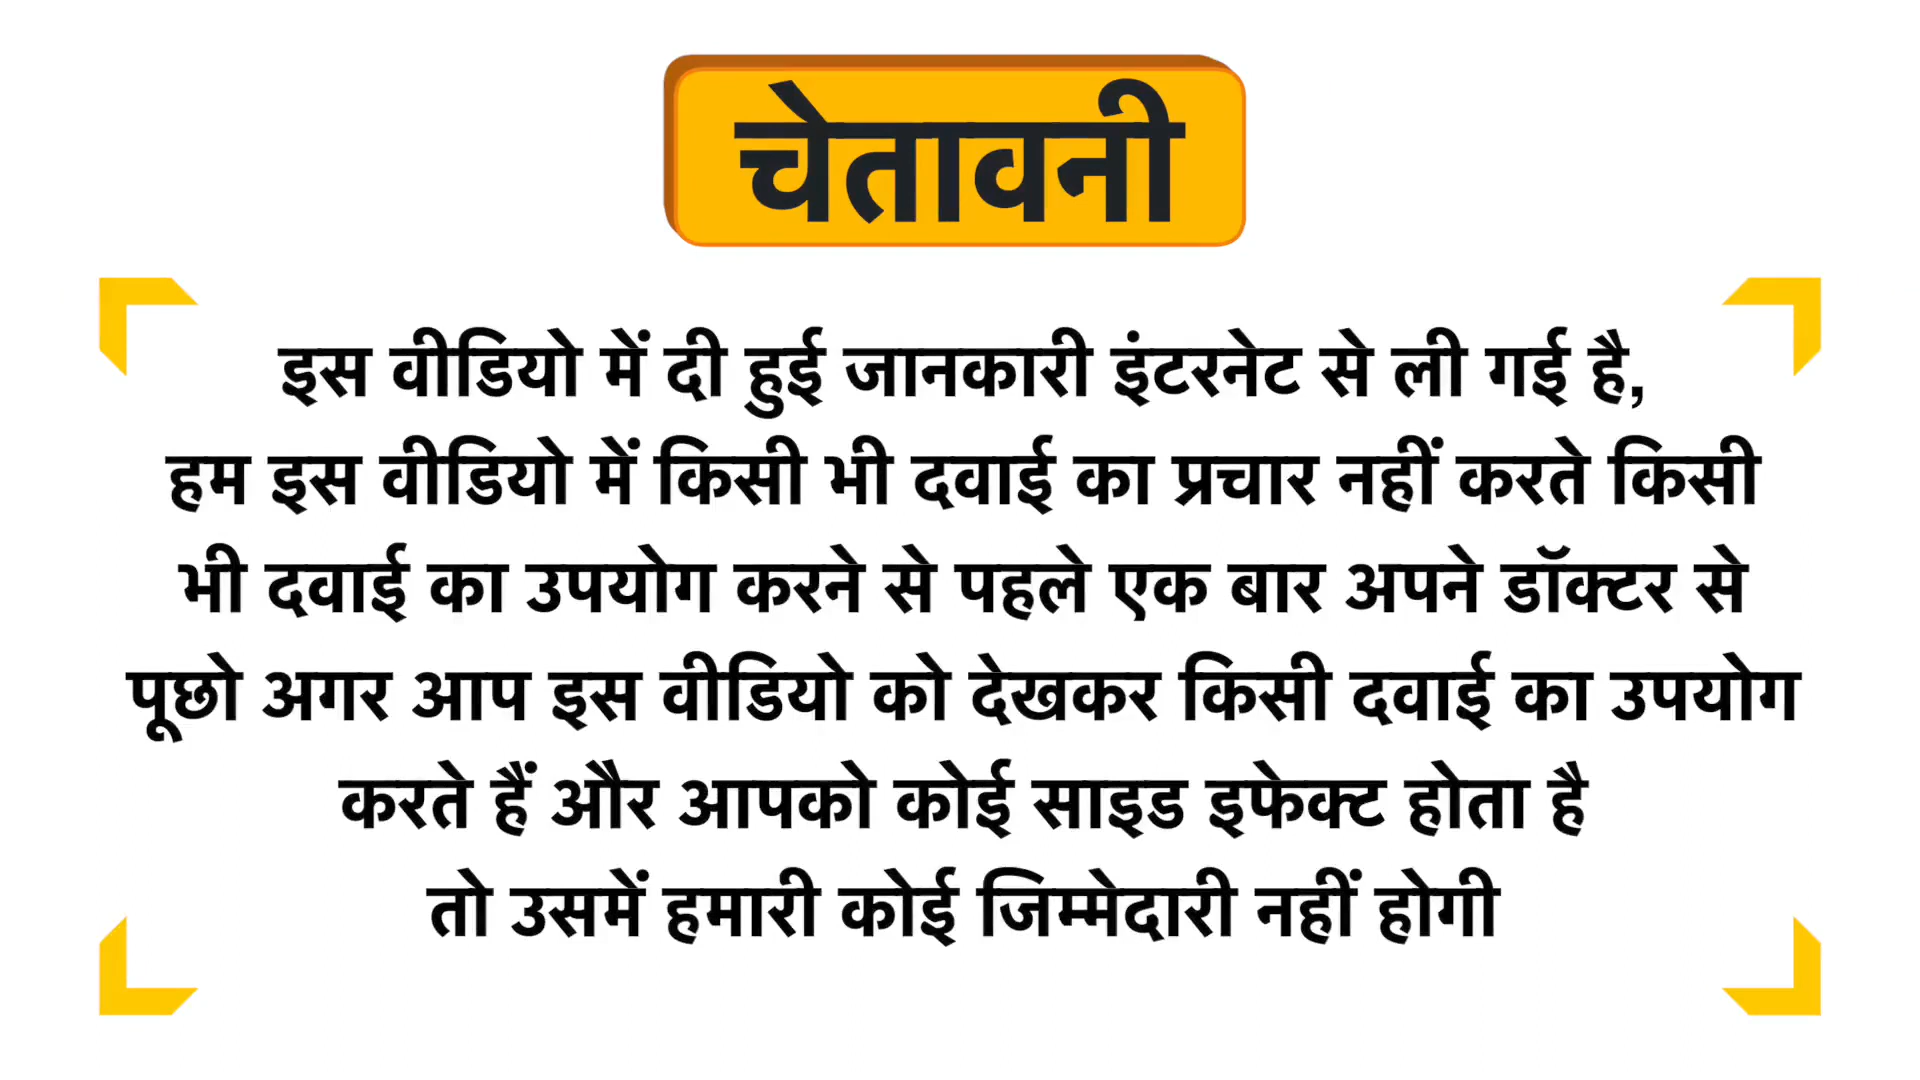 चेतावनी
इस वीडियो में दी हुई जानकारी इंटरनेट से ली गई है,
हम इस वीडियो में किसी भी दवाई का प्रचार नहीं करते किसी
भी दवाई का उपयोग करने से पहले एक बार अपने डॉक्टर से
पूछो अगर आप इस वीडियो को देखकर किसी दवाई का उपयोग
करते हैं और आपको कोई साइड इफेक्ट होता है
तो उसमें हमारी कोई जिम्मेदारी नहीं होगी